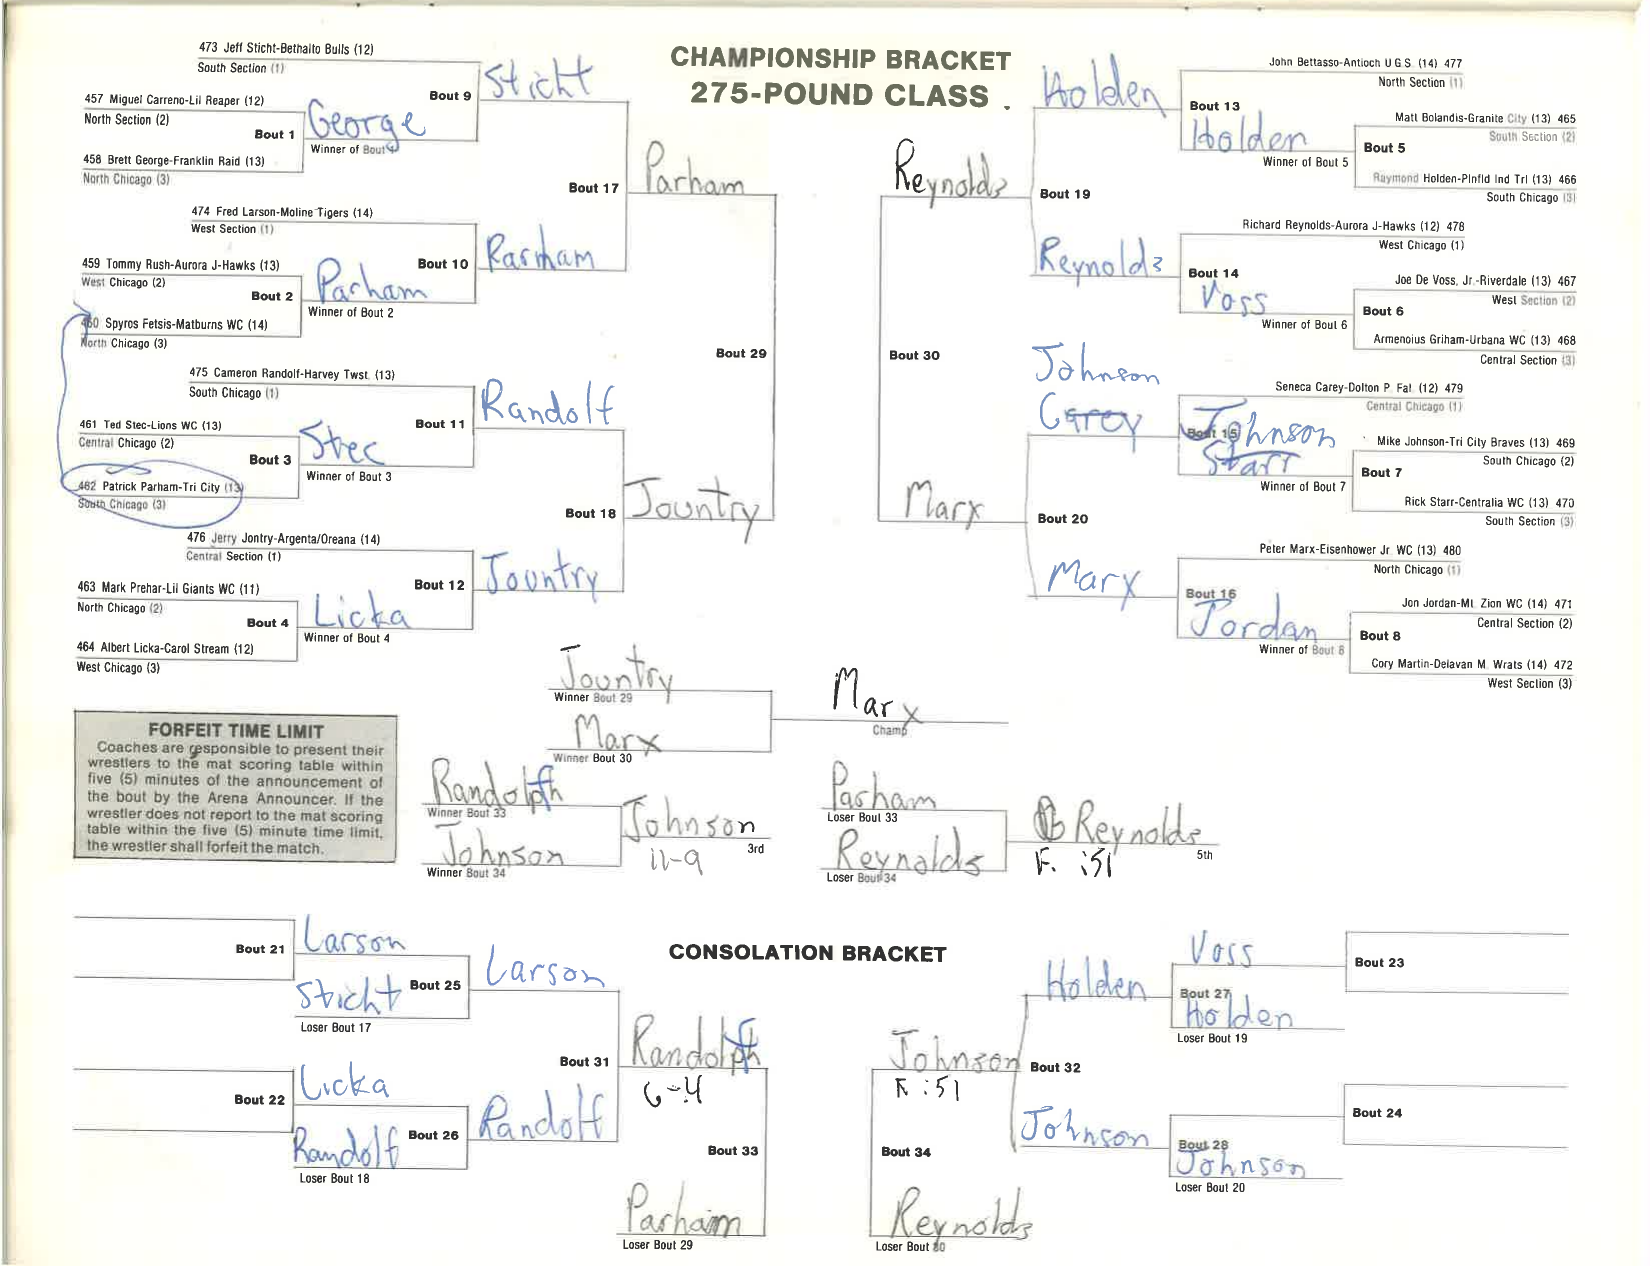 CHAMPIONSHIP BRACKET
275-POUND CLASS .
473 Jeff Sticht-Bethalto Bulls (12)
South Section (1)
Bout 9
Sticht
457 Miguel Carreno-Lil Reaper (12)
North Section (2)
Bout 1
George
Winner of Bout
458 Brett George-Franklin Raid (13)
North Chicago (3)
Bout 17
Parham
474 Fred Larson-Moline Tigers (14)
West Section (1)
Bout 10
Parham
459 Tommy Rush-Aurora J-Hawks (13)
West Chicago (2)
Bout 2
Parham
Winner of Bout 2
460 Spyros Fetsis-Matburns WC (14)
North Chicago (3)
Bout 29
475 Cameron Randolf-Harvey Twst. (13)
South Chicago (1)
Bout 11
Randolf
461 Ted Stec-Lions WC (13)
Central Chicago (2)
Bout 3
Stec
Winner of Bout 3
462 Patrick Parham-Tri City (13)
South Chicago (3)
Bout 18
Jountry
476 Jerry Jontry-Argenta/Oreana (14)
Central Section (1)
Bout 12
Jountry
463 Mark Prehar-Lil Giants WC (11)
North Chicago (2)
Bout 4
Licka
Winner of Bout 4
464 Albert Licka-Carol Stream (12)
West Chicago (3)
John Bettasso-Antioch U.G.S. (14) 477
North Section (1)
Holden
Bout 13
Holden
Winner of Bout 5
Matt Bolandis-Granite City (13) 465
South Section (2)
Bout 5
Raymond Holden-Plnfld Ind Trl (13) 466
South Chicago (3)
Reynolds
Bout 19
Richard Reynolds-Aurora J-Hawks (12) 478
West Chicago (1)
Reynolds
Bout 14
Voss
Winner of Bout 6
Joe De Voss, Jr.-Riverdale (13) 467
West Section (2)
Bout 6
Armenoius Griham-Urbana WC (13) 468
Central Section (3)
Bout 30
Seneca Carey-Dolton P. Fal. (12) 479
Central Chicago (1)
Johnson
Carey
Bout 15
Johnson
Starr
Winner of Bout 7
Mike Johnson-Tri City Braves (13) 469
South Chicago (2)
Bout 7
Rick Starr-Centralia WC (13) 470
South Section (3)
Marx
Bout 20
Peter Marx-Eisenhower Jr. WC (13) 480
North Chicago (1)
Marx
Bout 16
Jordan
Winner of Bout 8
Jon Jordan-Mt. Zion WC (14) 471
Central Section (2)
Bout 8
Cory Martin-Delavan M. Wrats (14) 472
West Section (3)
Jountry
Winner Bout 29
Marx
Winner Bout 30
Marx
Champ
FORFEIT TIME LIMIT
Coaches are responsible to present their
wrestlers to the mat scoring table within
five (5) minutes of the announcement of
the bout by the Arena Announcer. If the
wrestler does not report to the mat scoring
table within the five (5) minute time limit,
the wrestler shall forfeit the match.
Randolf
Winner Bout 33
Johnson
Winner Bout 34
Johnson
11-9
3rd
Parham
Loser Bout 33
Reynolds
Loser Bout 34
Reynolds
F. :51
5th
CONSOLATION BRACKET
Bout 21
Larson
Sticht
Loser Bout 17
Bout 25
Larson
Bout 22
Licka
Randolf
Loser Bout 18
Bout 26
Randolf
Bout 31
Randolf
6-4
Bout 33
Parham
Loser Bout 29
Voss
Bout 23
Holden
Bout 27
Holden
Loser Bout 19
Johnson
F. :51
Bout 32
Johnson
Bout 24
Bout 28
Johnson
Loser Bout 20
Bout 34
Reynolds
Loser Bout 30